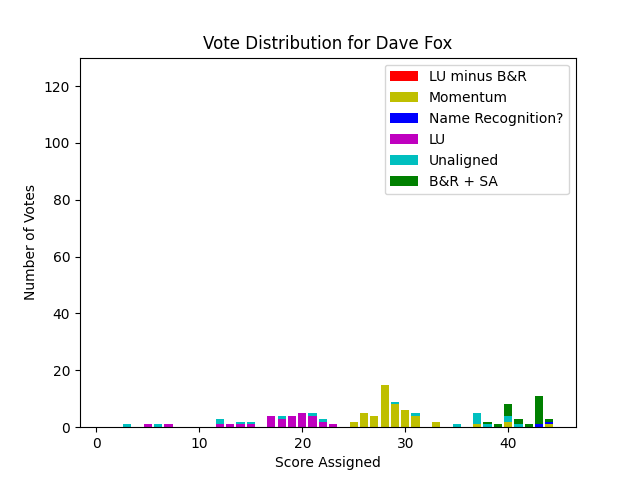 Vote Distribution for Dave Fox
LU minus B&R
Momentum
Name Recognition?
LU
Unaligned
B&R + SA
Number of Votes
120
100
80
60
40
20
0
0 10 20 30 40
Score Assigned